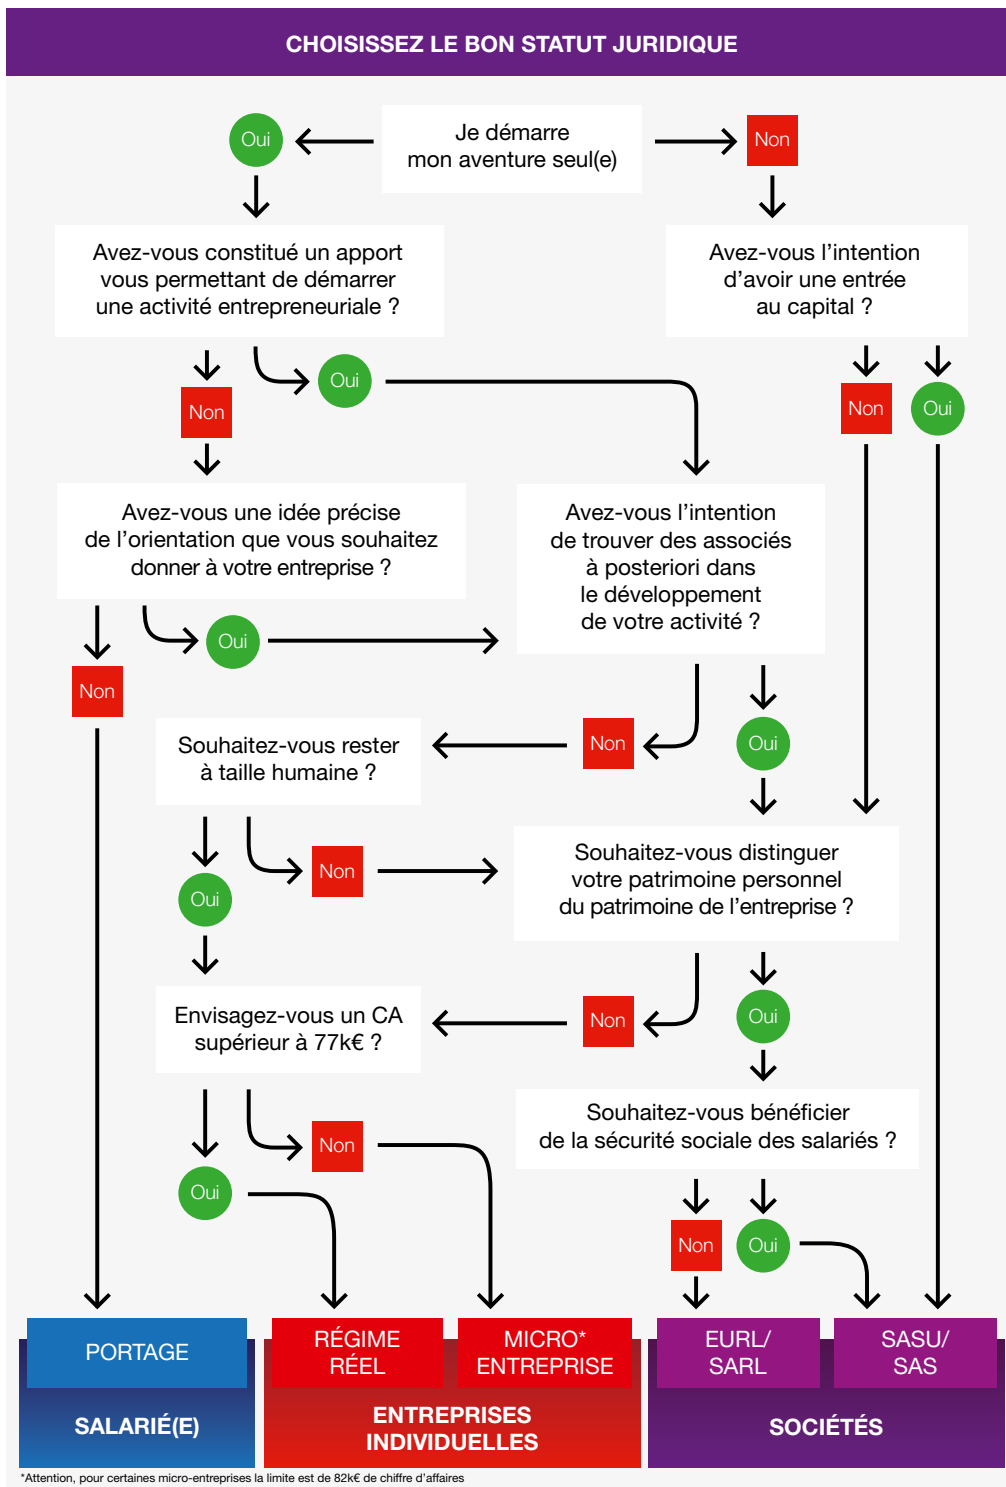 CHOISISSEZ LE BON STATUT JURIDIQUE
Je démarre
mon aventure seul(e)
Oui
Non
Avez-vous constitué un apport
vous permettant de démarrer
une activité entrepreneuriale ?
Avez-vous l’intention
d’avoir une entrée
au capital ?
Non
Oui
Non
Oui
Avez-vous une idée précise
de l’orientation que vous souhaitez
donner à votre entreprise ?
Avez-vous l’intention
de trouver des associés
à posteriori dans
le développement
de votre activité ?
Non
Oui
Non
Oui
Souhaitez-vous rester
à taille humaine ?
Oui
Non
Souhaitez-vous distinguer
votre patrimoine personnel
du patrimoine de l’entreprise ?
Non
Oui
Envisagez-vous un CA
supérieur à 77k€ ?
Oui
Non
Souhaitez-vous bénéficier
de la sécurité sociale des salariés ?
Non
Oui
PORTAGE
SALARIÉ(E)
RÉGIME
RÉEL
MICRO*
ENTREPRISE
ENTREPRISES
INDIVIDUELLES
EURL/
SARL
SASU/
SAS
SOCIÉTÉS
*Attention, pour certaines micro-entreprises la limite est de 82k€ de chiffre d’affaires